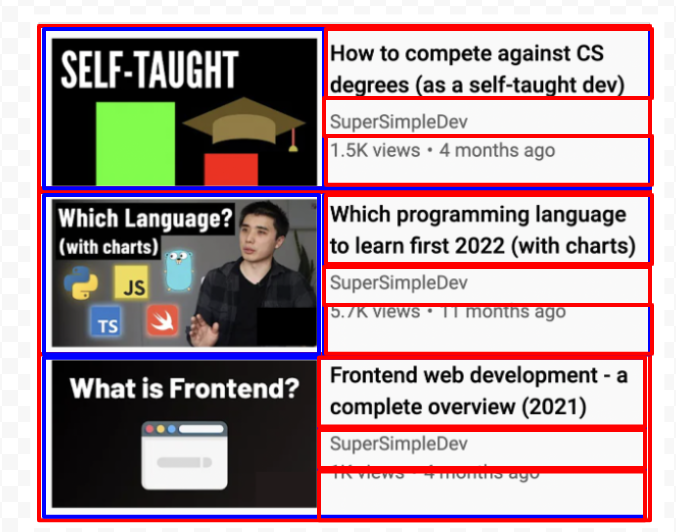 SELF-TAUGHT
How to compete against CS
degrees (as a self-taught dev)
SuperSimpleDev
1.5K views • 4 months ago
Which Language?
(with charts)
JS
TS
Which programming language
to learn first 2022 (with charts)
SuperSimpleDev
5.7K views • 11 months ago
What is Frontend?
Frontend web development - a
complete overview (2021)
SuperSimpleDev
1K views • 4 months ago